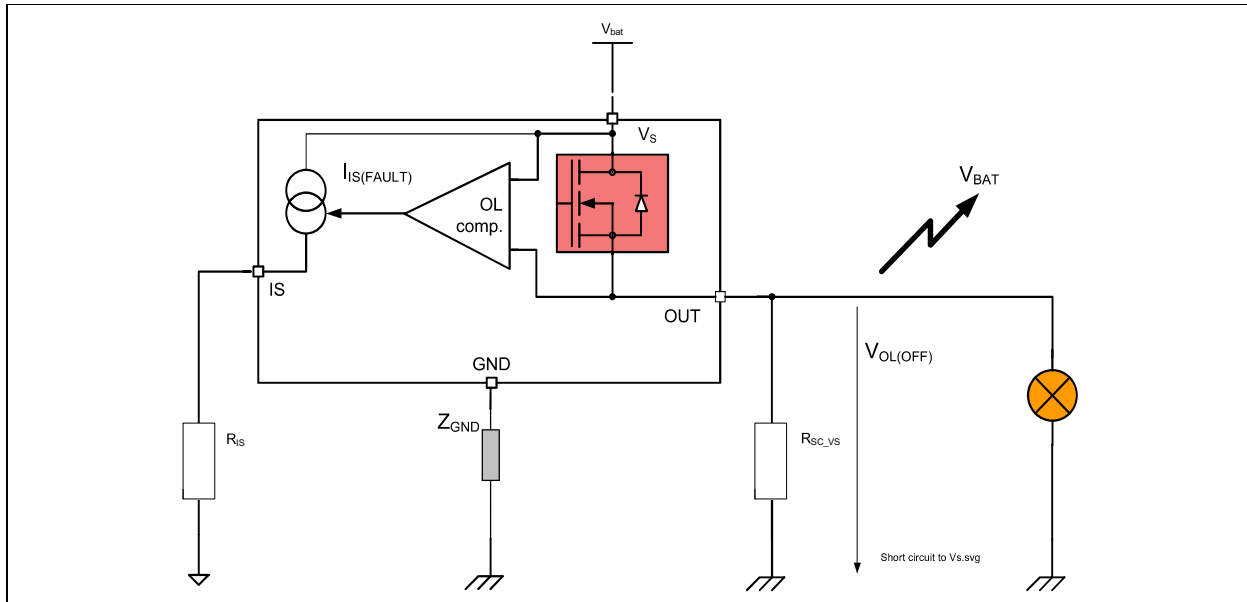 Vbat
VS
IIS(FAULT)
OL
comp.
VBAT
IS
OUT
VOL(OFF)
GND
ZGND
RIS
RSC_VS
Short circuit to Vs.svg